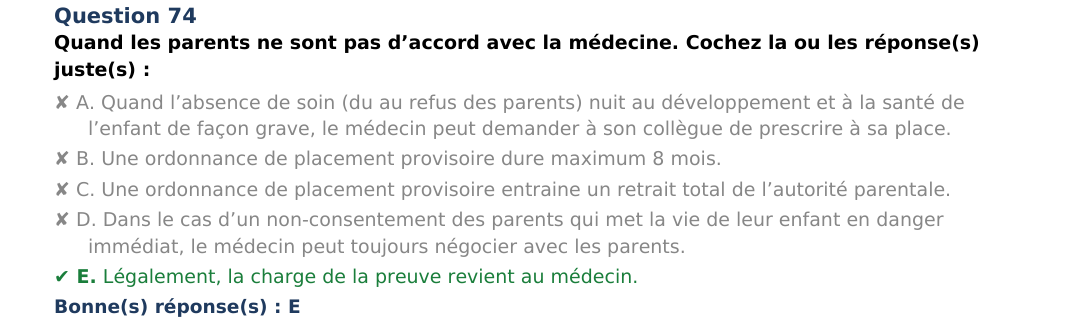 Question 74
Quand les parents ne sont pas d’accord avec la médecine. Cochez la ou les réponse(s)
juste(s) :
✘ A. Quand l’absence de soin (du au refus des parents) nuit au développement et à la santé de
l’enfant de façon grave, le médecin peut demander à son collègue de prescrire à sa place.
✘ B. Une ordonnance de placement provisoire dure maximum 8 mois.
✘ C. Une ordonnance de placement provisoire entraine un retrait total de l’autorité parentale.
✘ D. Dans le cas d’un non-consentement des parents qui met la vie de leur enfant en danger
immédiat, le médecin peut toujours négocier avec les parents.
✔ E. Légalement, la charge de la preuve revient au médecin.
Bonne(s) réponse(s) : E